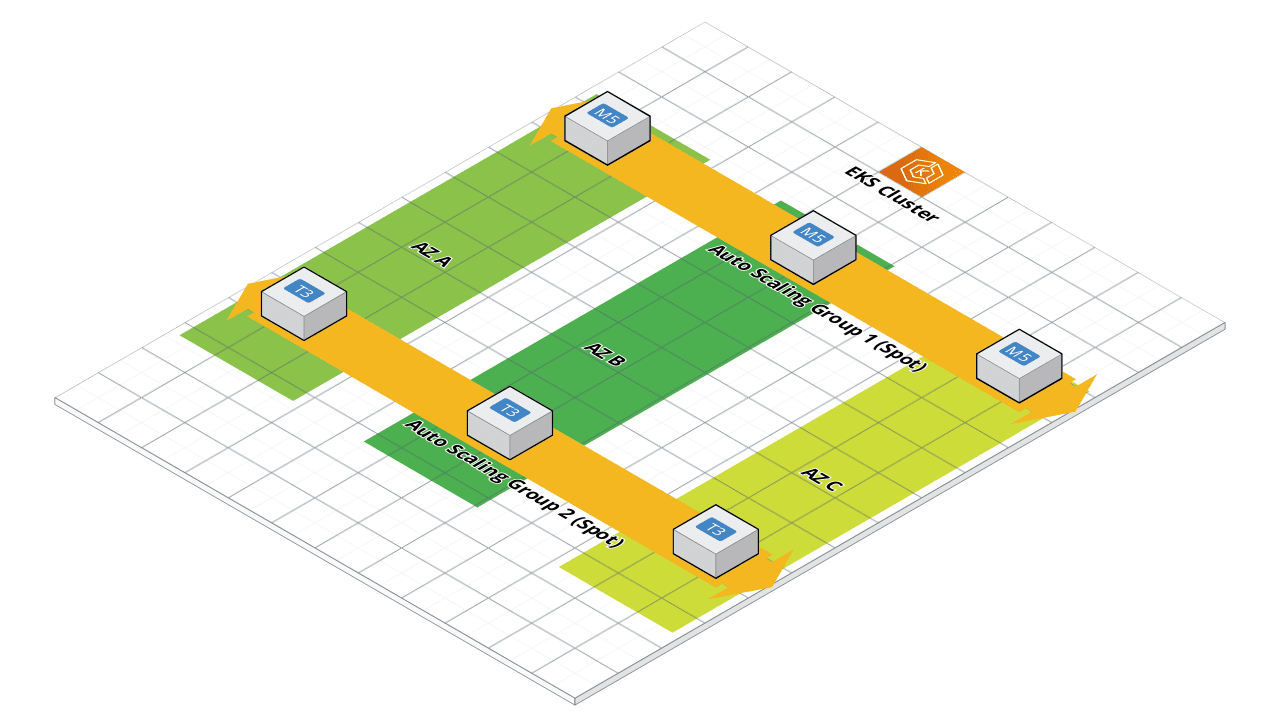 M5
EKS Cluster
M5
AZ A
Auto Scaling Group 1 (Spot)
T3
M5
AZ B
T3
AZ C
Auto Scaling Group 2 (Spot)
T3
K